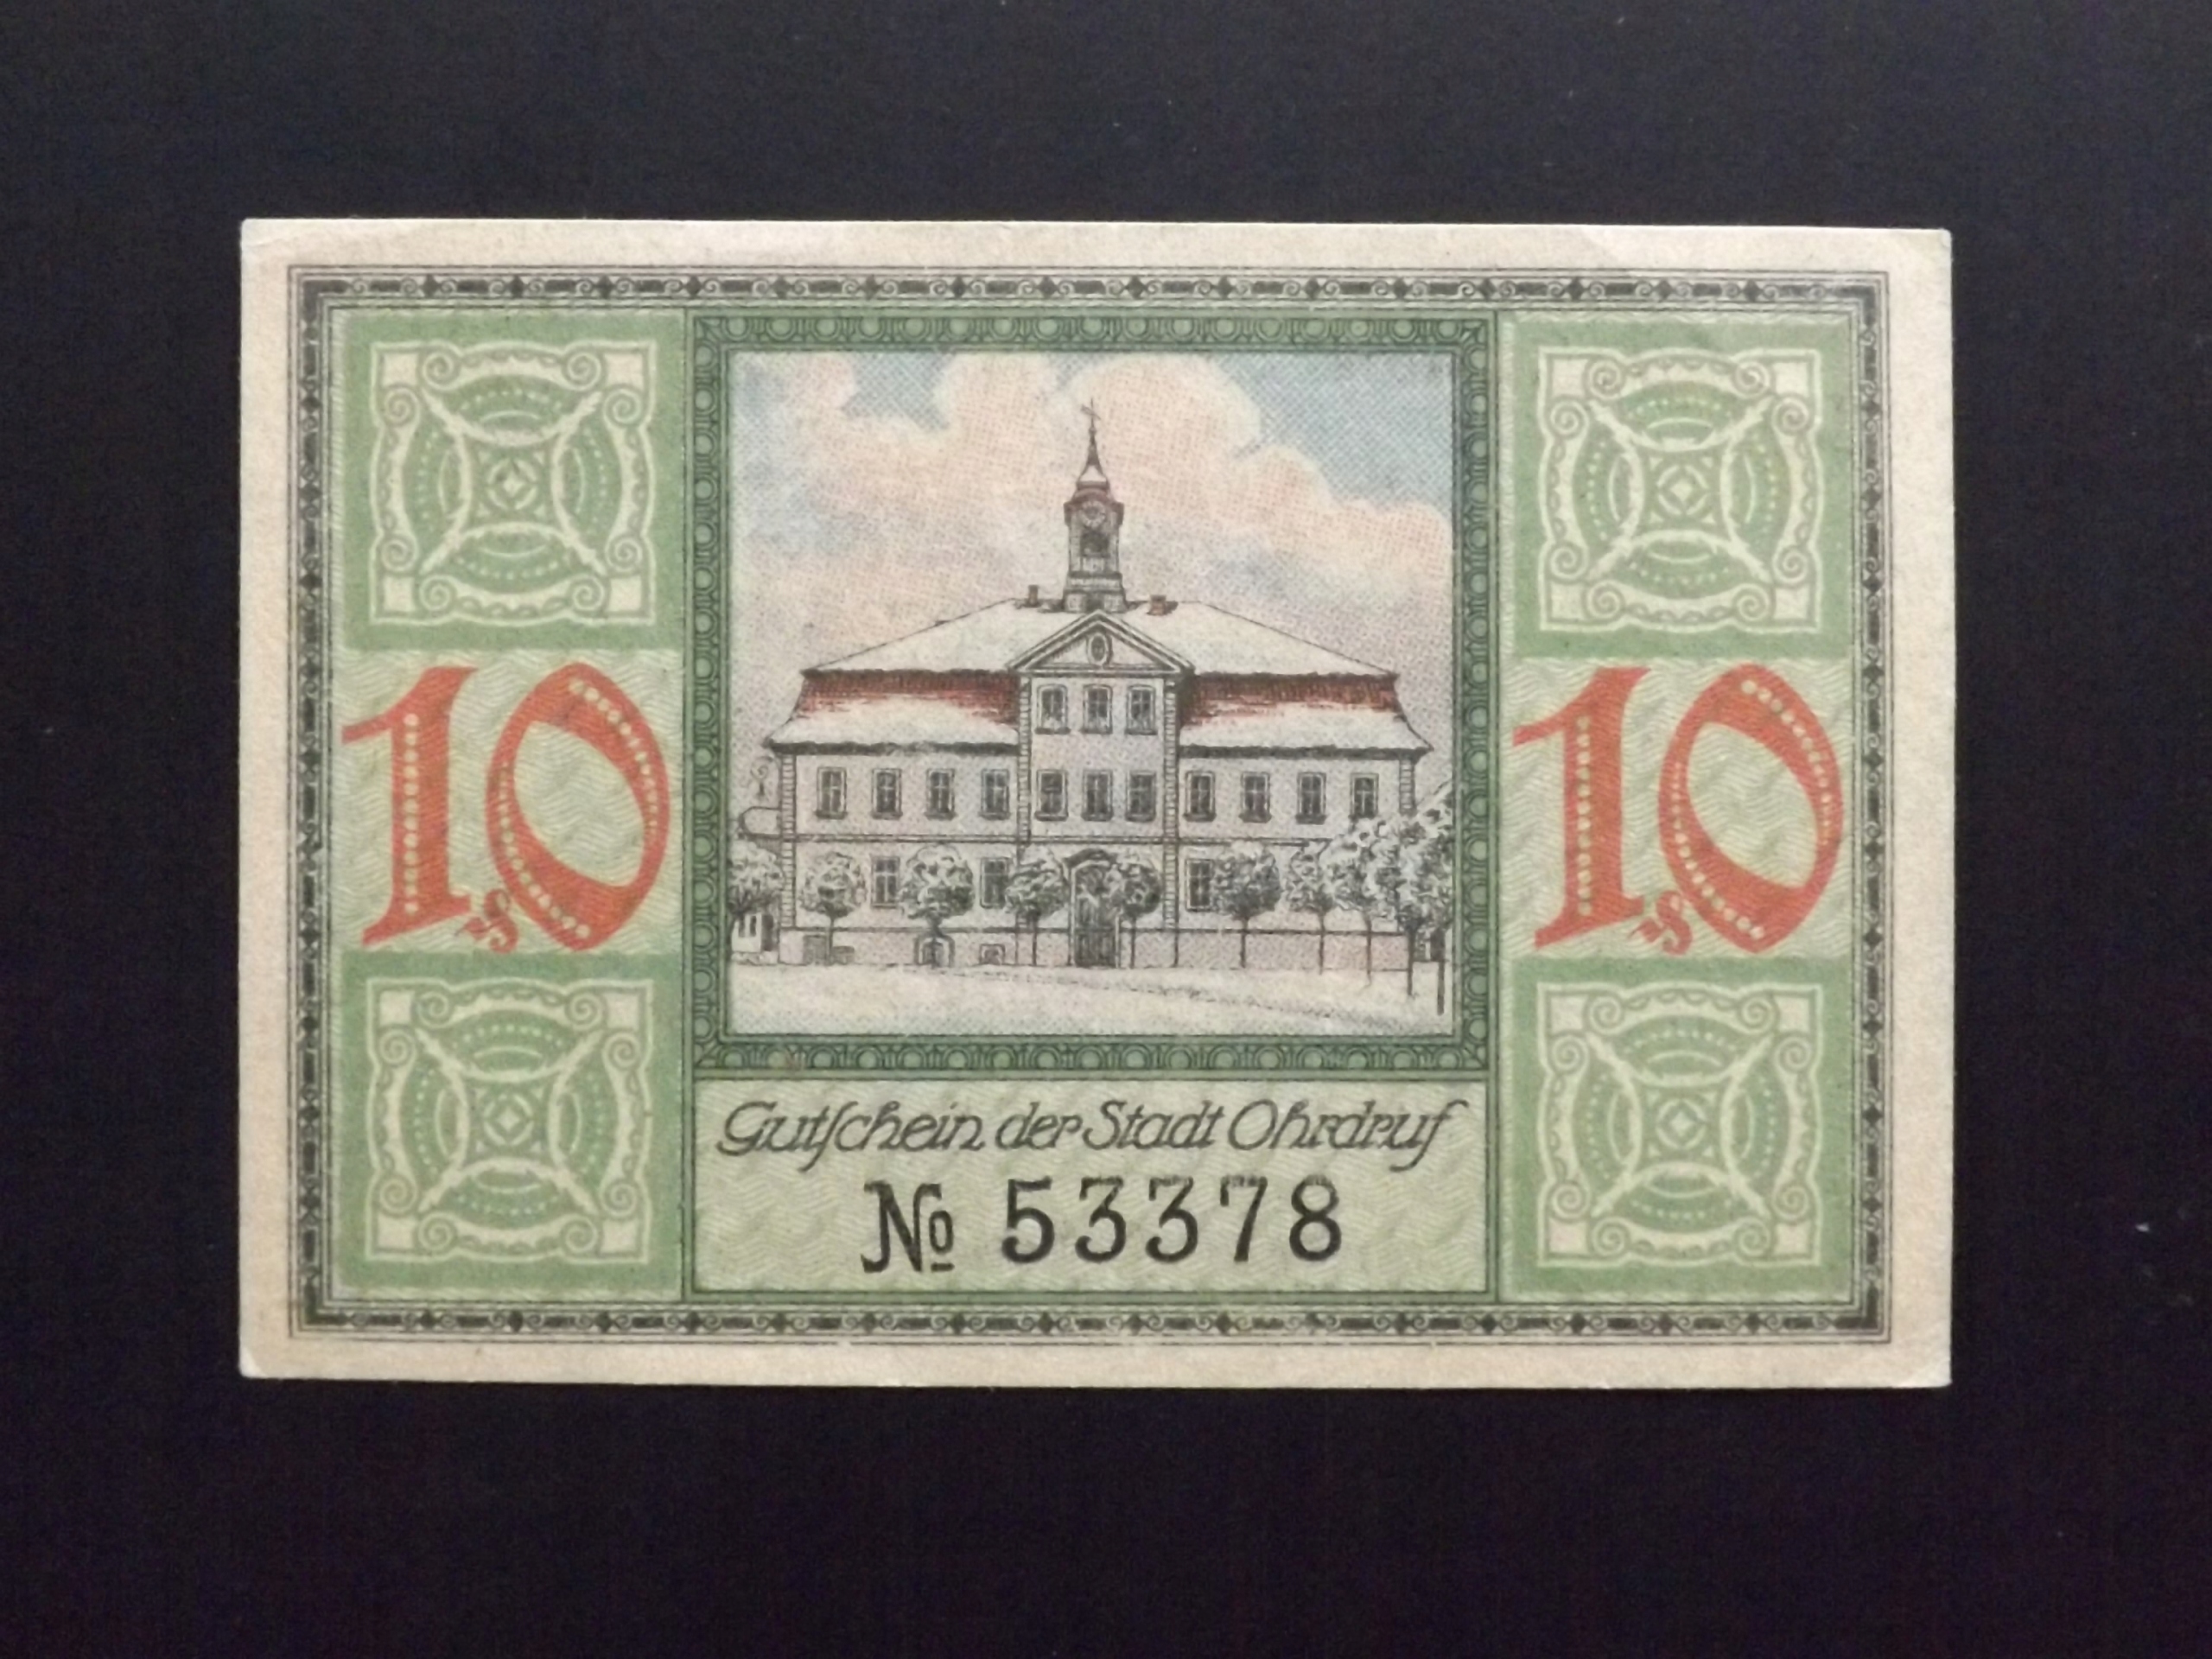 10 ₰
10 ₰
Gutſchein der Stadt Ohrdruf
№ 53378